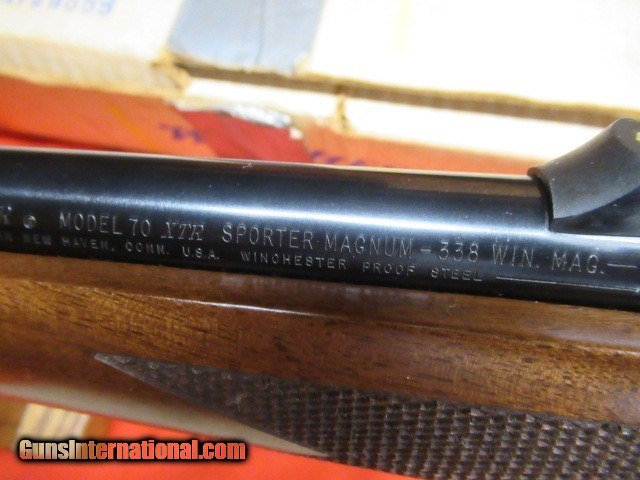 MODEL 70 XTR SPORTER MAGNUM - 338 WIN. MAG. -
NEW HAVEN, CONN. U.S.A. WINCHESTER PROOF STEEL
GunsInternational.com